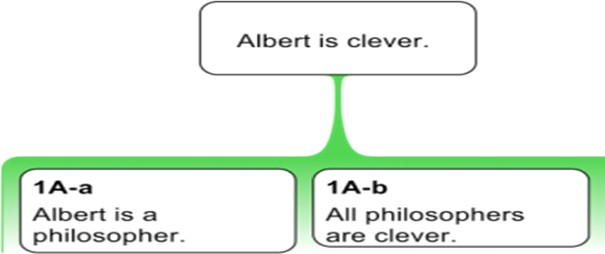 Albert is clever.
1A-a
Albert is a
philosopher.
1A-b
All philosophers
are clever.